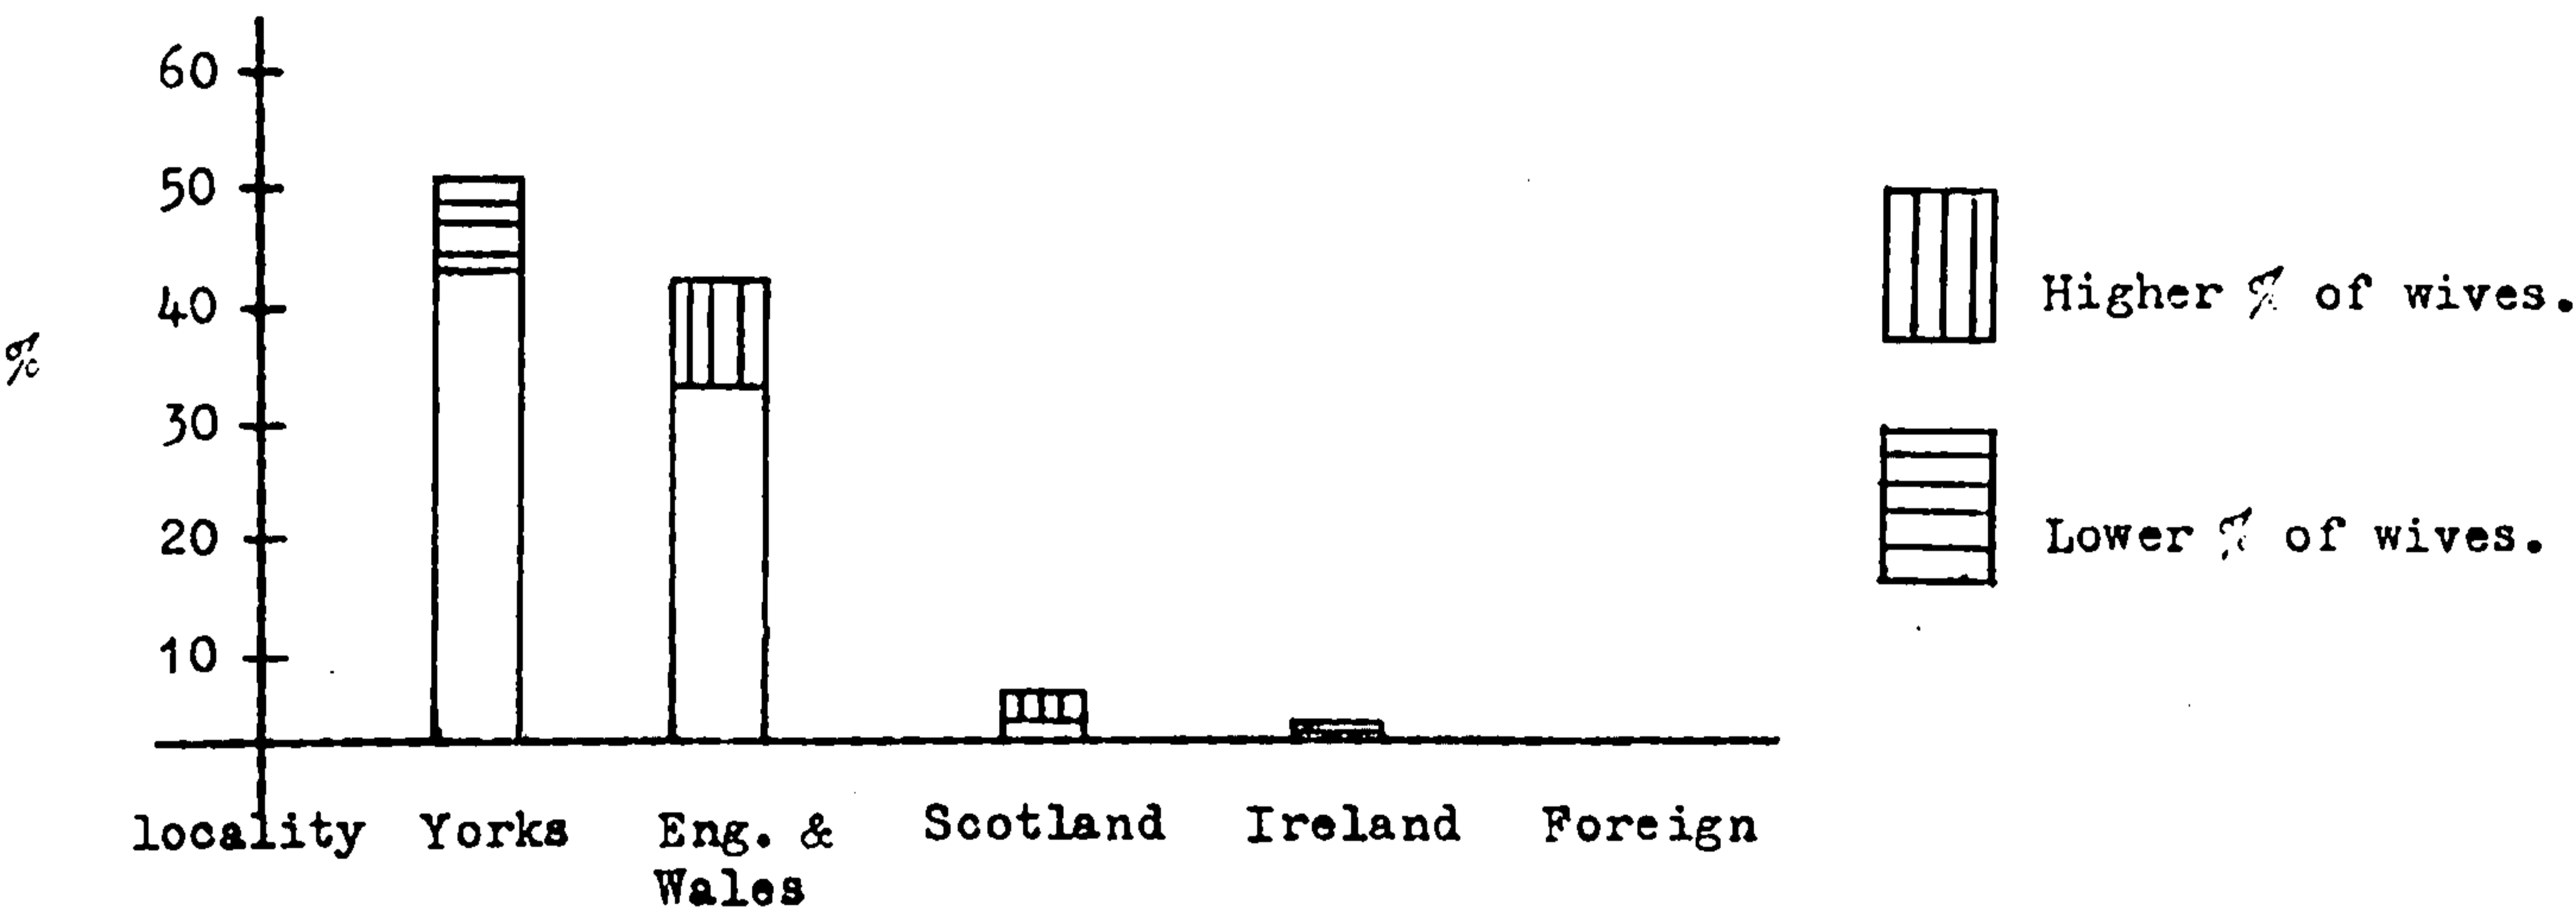 60
50
40
%
30
20
10
locality Yorks Eng. & Scotland Ireland Foreign
Wales
Higher % of wives.
Lower % of wives.